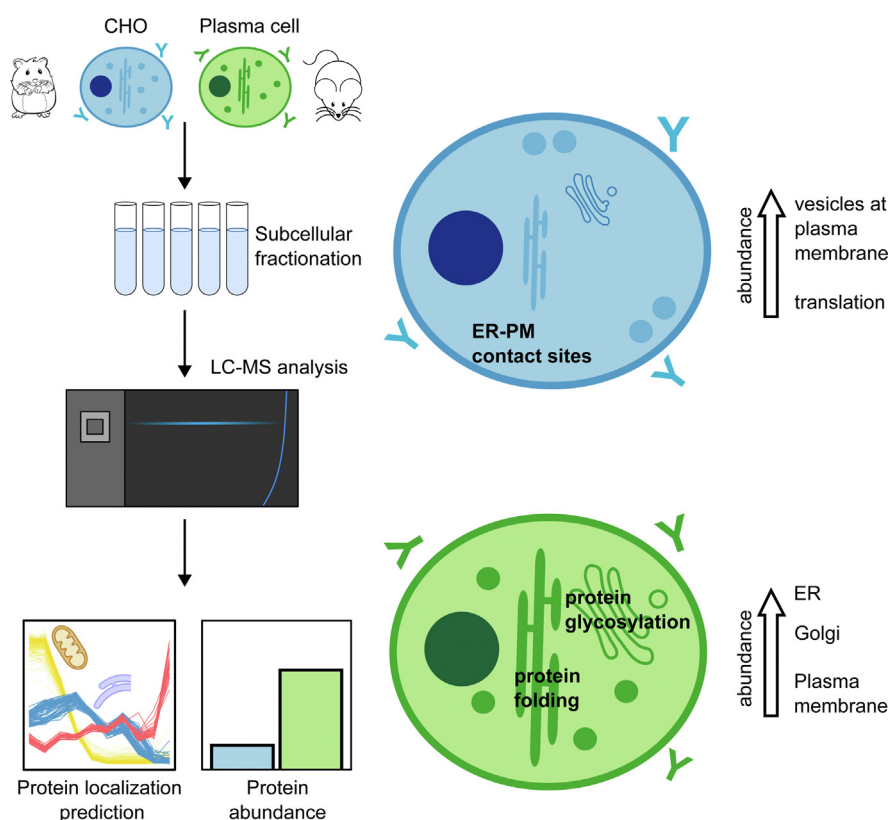 CHO
Plasma cell
Subcellular
fractionation
LC-MS analysis
Protein localization
prediction
Protein
abundance
ER-PM
contact sites
abundance
vesicles at
plasma
membrane
translation
protein
glycosylation
protein
folding
abundance
ER
Golgi
Plasma
membrane